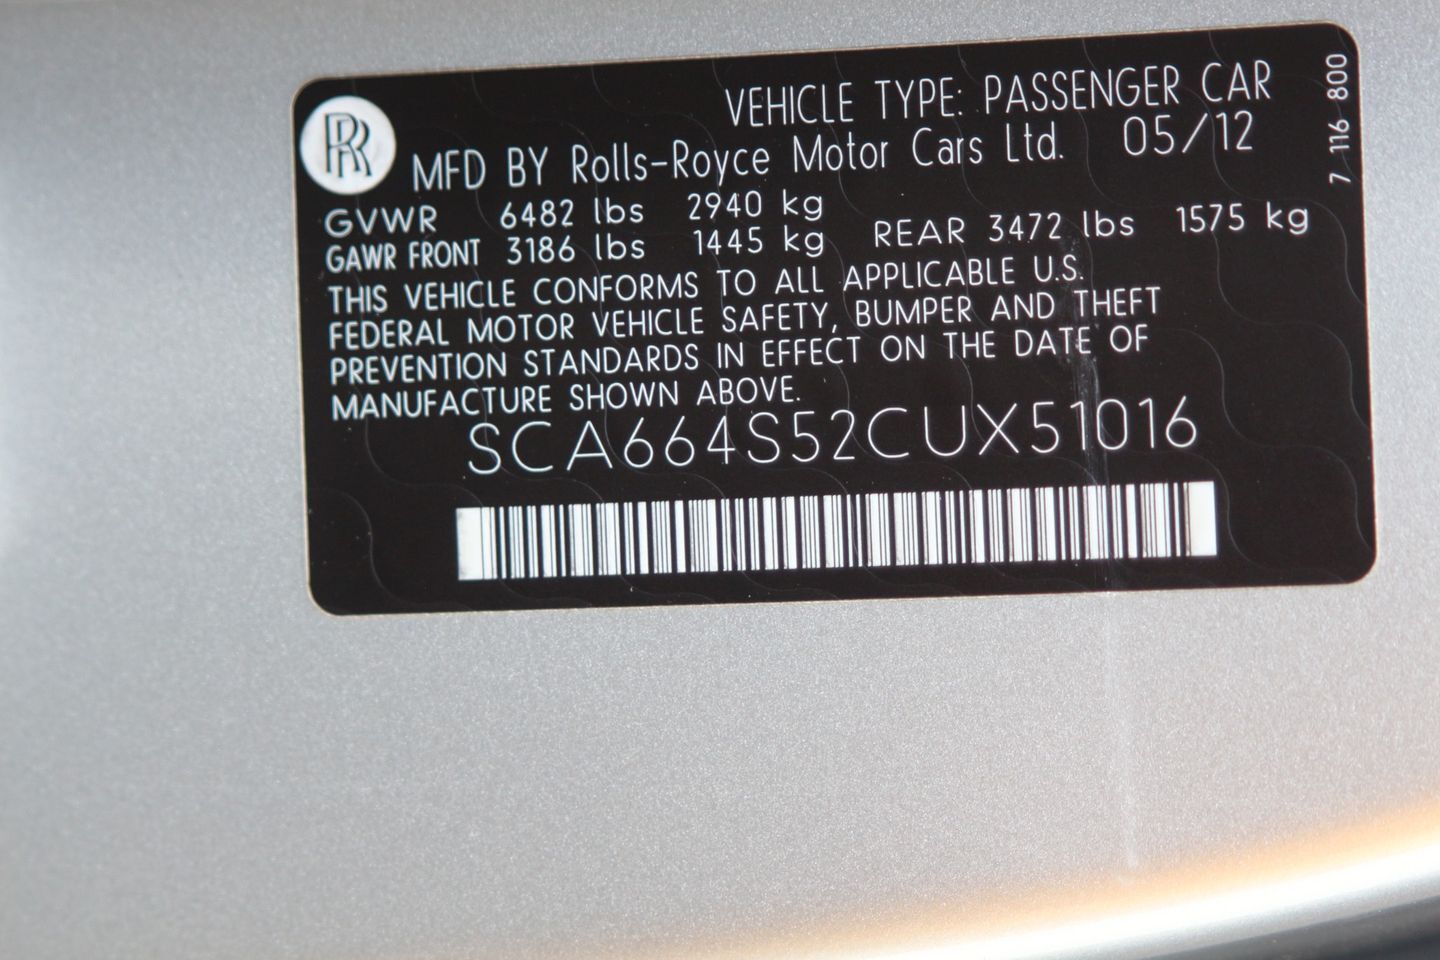 VEHICLE TYPE: PASSENGER CAR
MFD BY Rolls-Royce Motor Cars Ltd. 05/12
GVWR 6482 lbs 2940 kg
GAWR FRONT 3186 lbs 1445 kg REAR 3472 lbs 1575 kg
THIS VEHICLE CONFORMS TO ALL APPLICABLE U.S.
FEDERAL MOTOR VEHICLE SAFETY, BUMPER AND THEFT
PREVENTION STANDARDS IN EFFECT ON THE DATE OF
MANUFACTURE SHOWN ABOVE.
SCA664S52CUX51016
7 116 800
RR